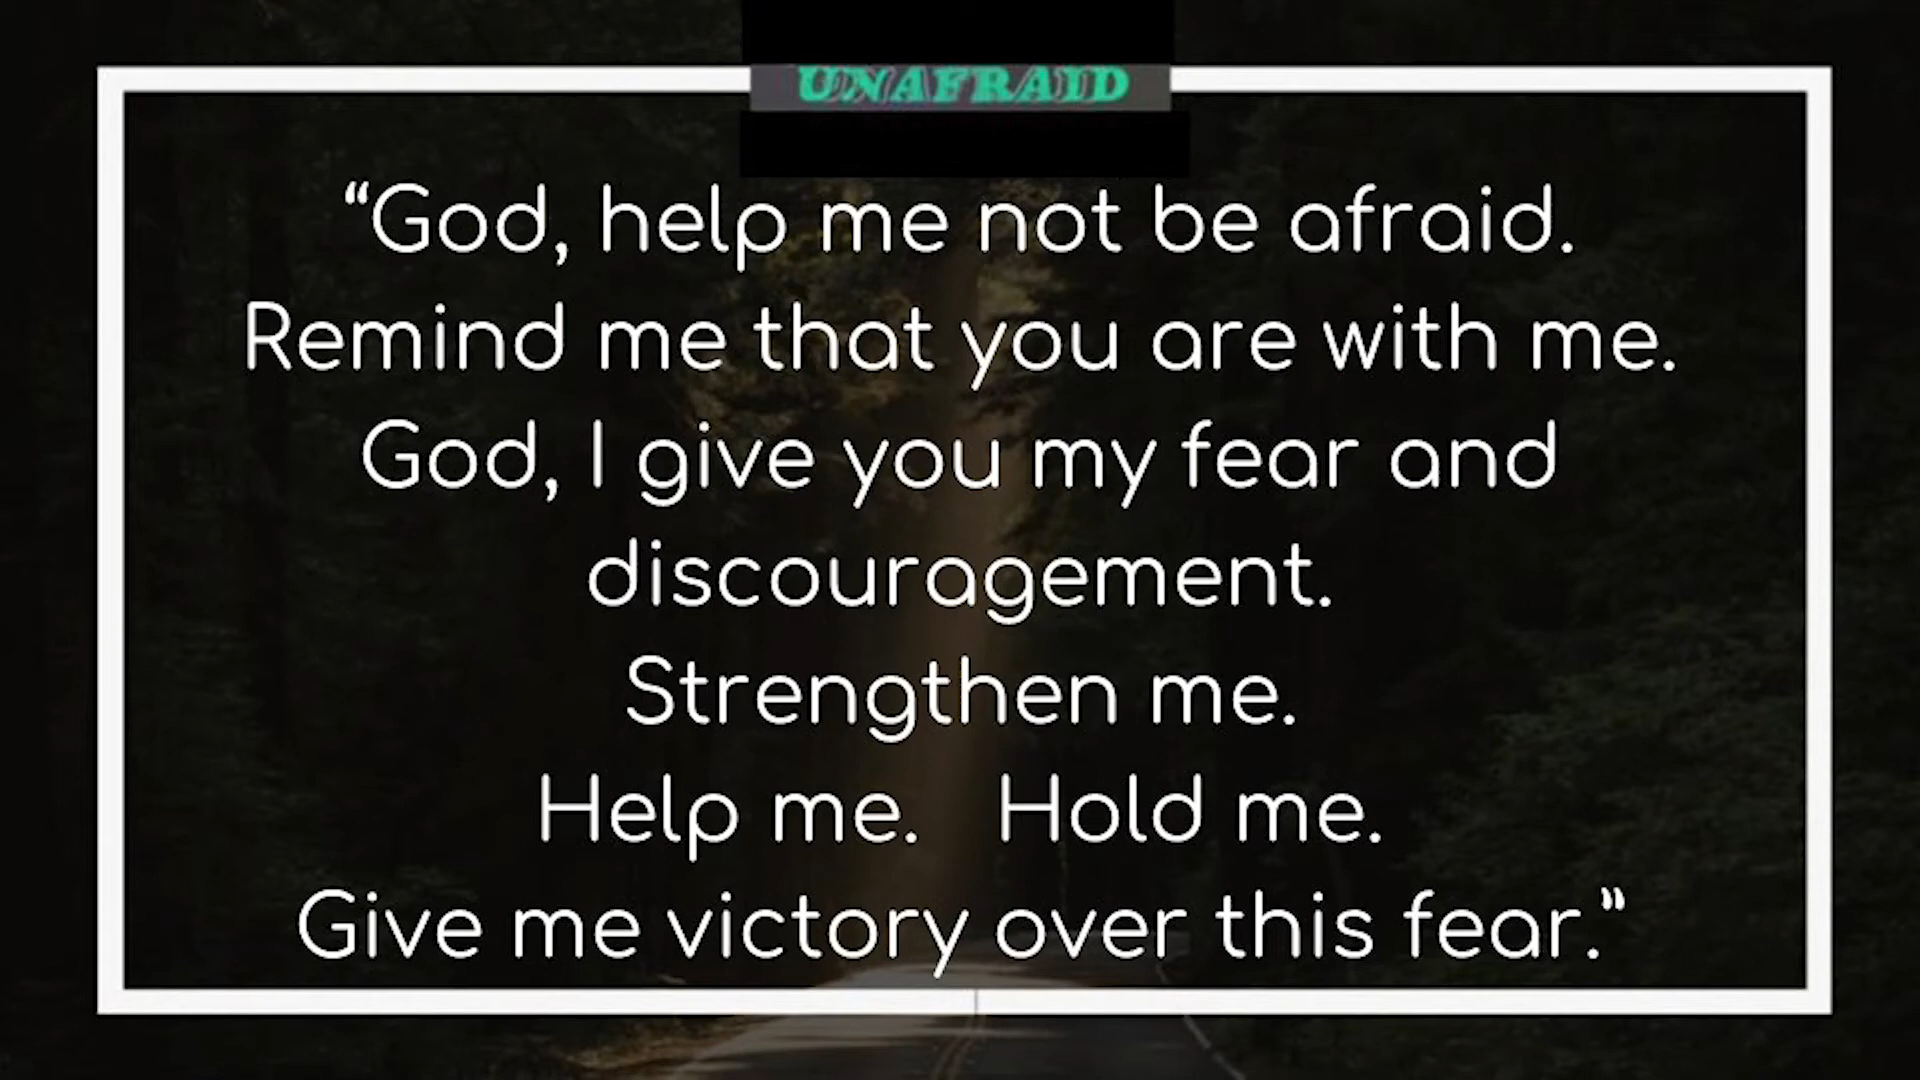 UNAFRAID
“God, help me not be afraid.
Remind me that you are with me.
God, I give you my fear and
discouragement.
Strengthen me.
Help me. Hold me.
Give me victory over this fear.”